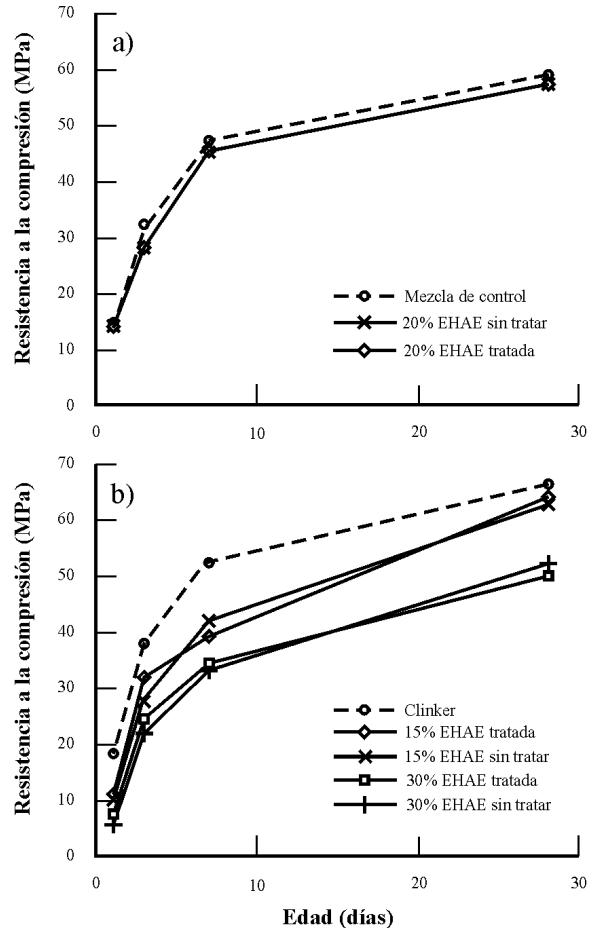 a)
Resistencia a la compresión (MPa)
70
60
50
40
30
20
10
0
Mezcla de control
20% EHAE sin tratar
20% EHAE tratada
0
10
20
30
b)
Resistencia a la compresión (MPa)
70
60
50
40
30
20
10
0
Clinker
15% EHAE tratada
15% EHAE sin tratar
30% EHAE tratada
30% EHAE sin tratar
0
10
20
30
Edad (días)